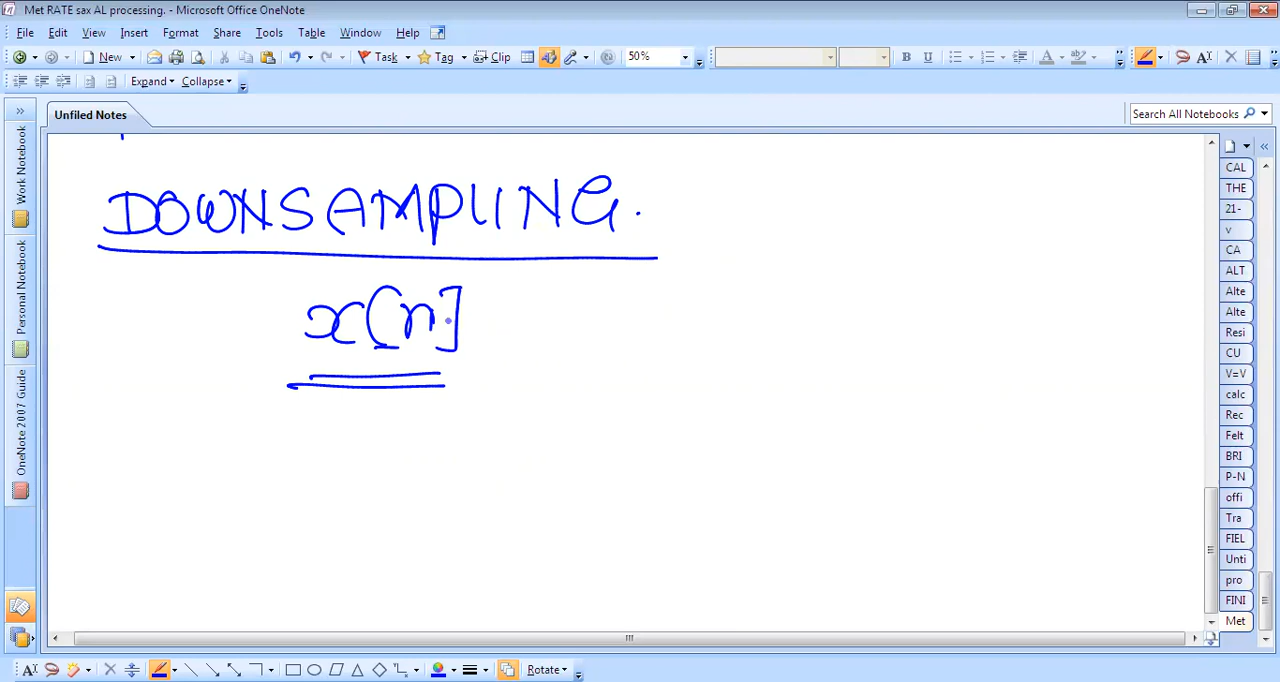 Met RATE sax AL processing. - Microsoft Office OneNote
File Edit View Insert Format Share Tools Table Window Help
New Task Tag Clip 50% B U A A
Expand Collapse
Unfiled Notes
Search All Notebooks
Work Notebook
Personal Notebook
OneNote 2007 Guide
DOWNSAMPLING.
x[n]
CAL
THE
21-
v
CA
ALT
Alte
Alte
Resi
CU
V=V
calc
Rec
Felt
BRI
P-N
offi
Tra
FIEL
Unti
pro
FINI
Met
A Rotate